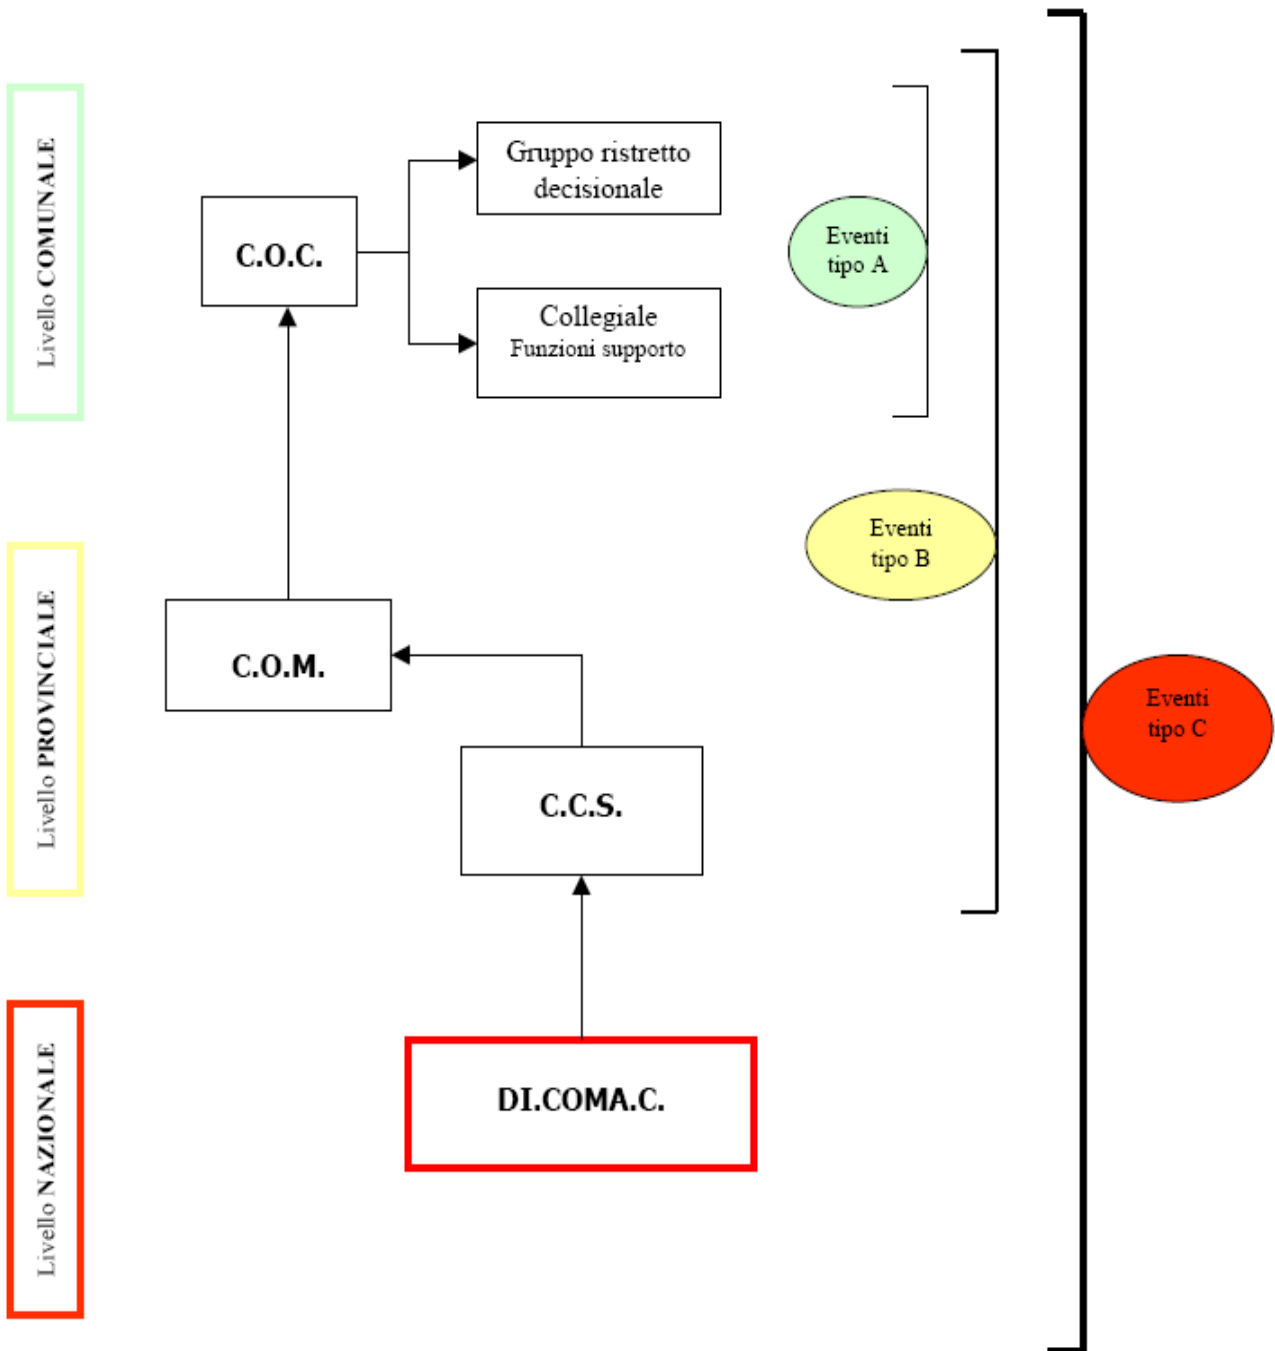 Livello COMUNALE
C.O.C.
Gruppo ristretto
decisionale
Collegiale
Funzioni supporto
Eventi
tipo A
Livello PROVINCIALE
C.O.M.
C.C.S.
Eventi
tipo B
Eventi
tipo C
Livello NAZIONALE
DI.COMA.C.